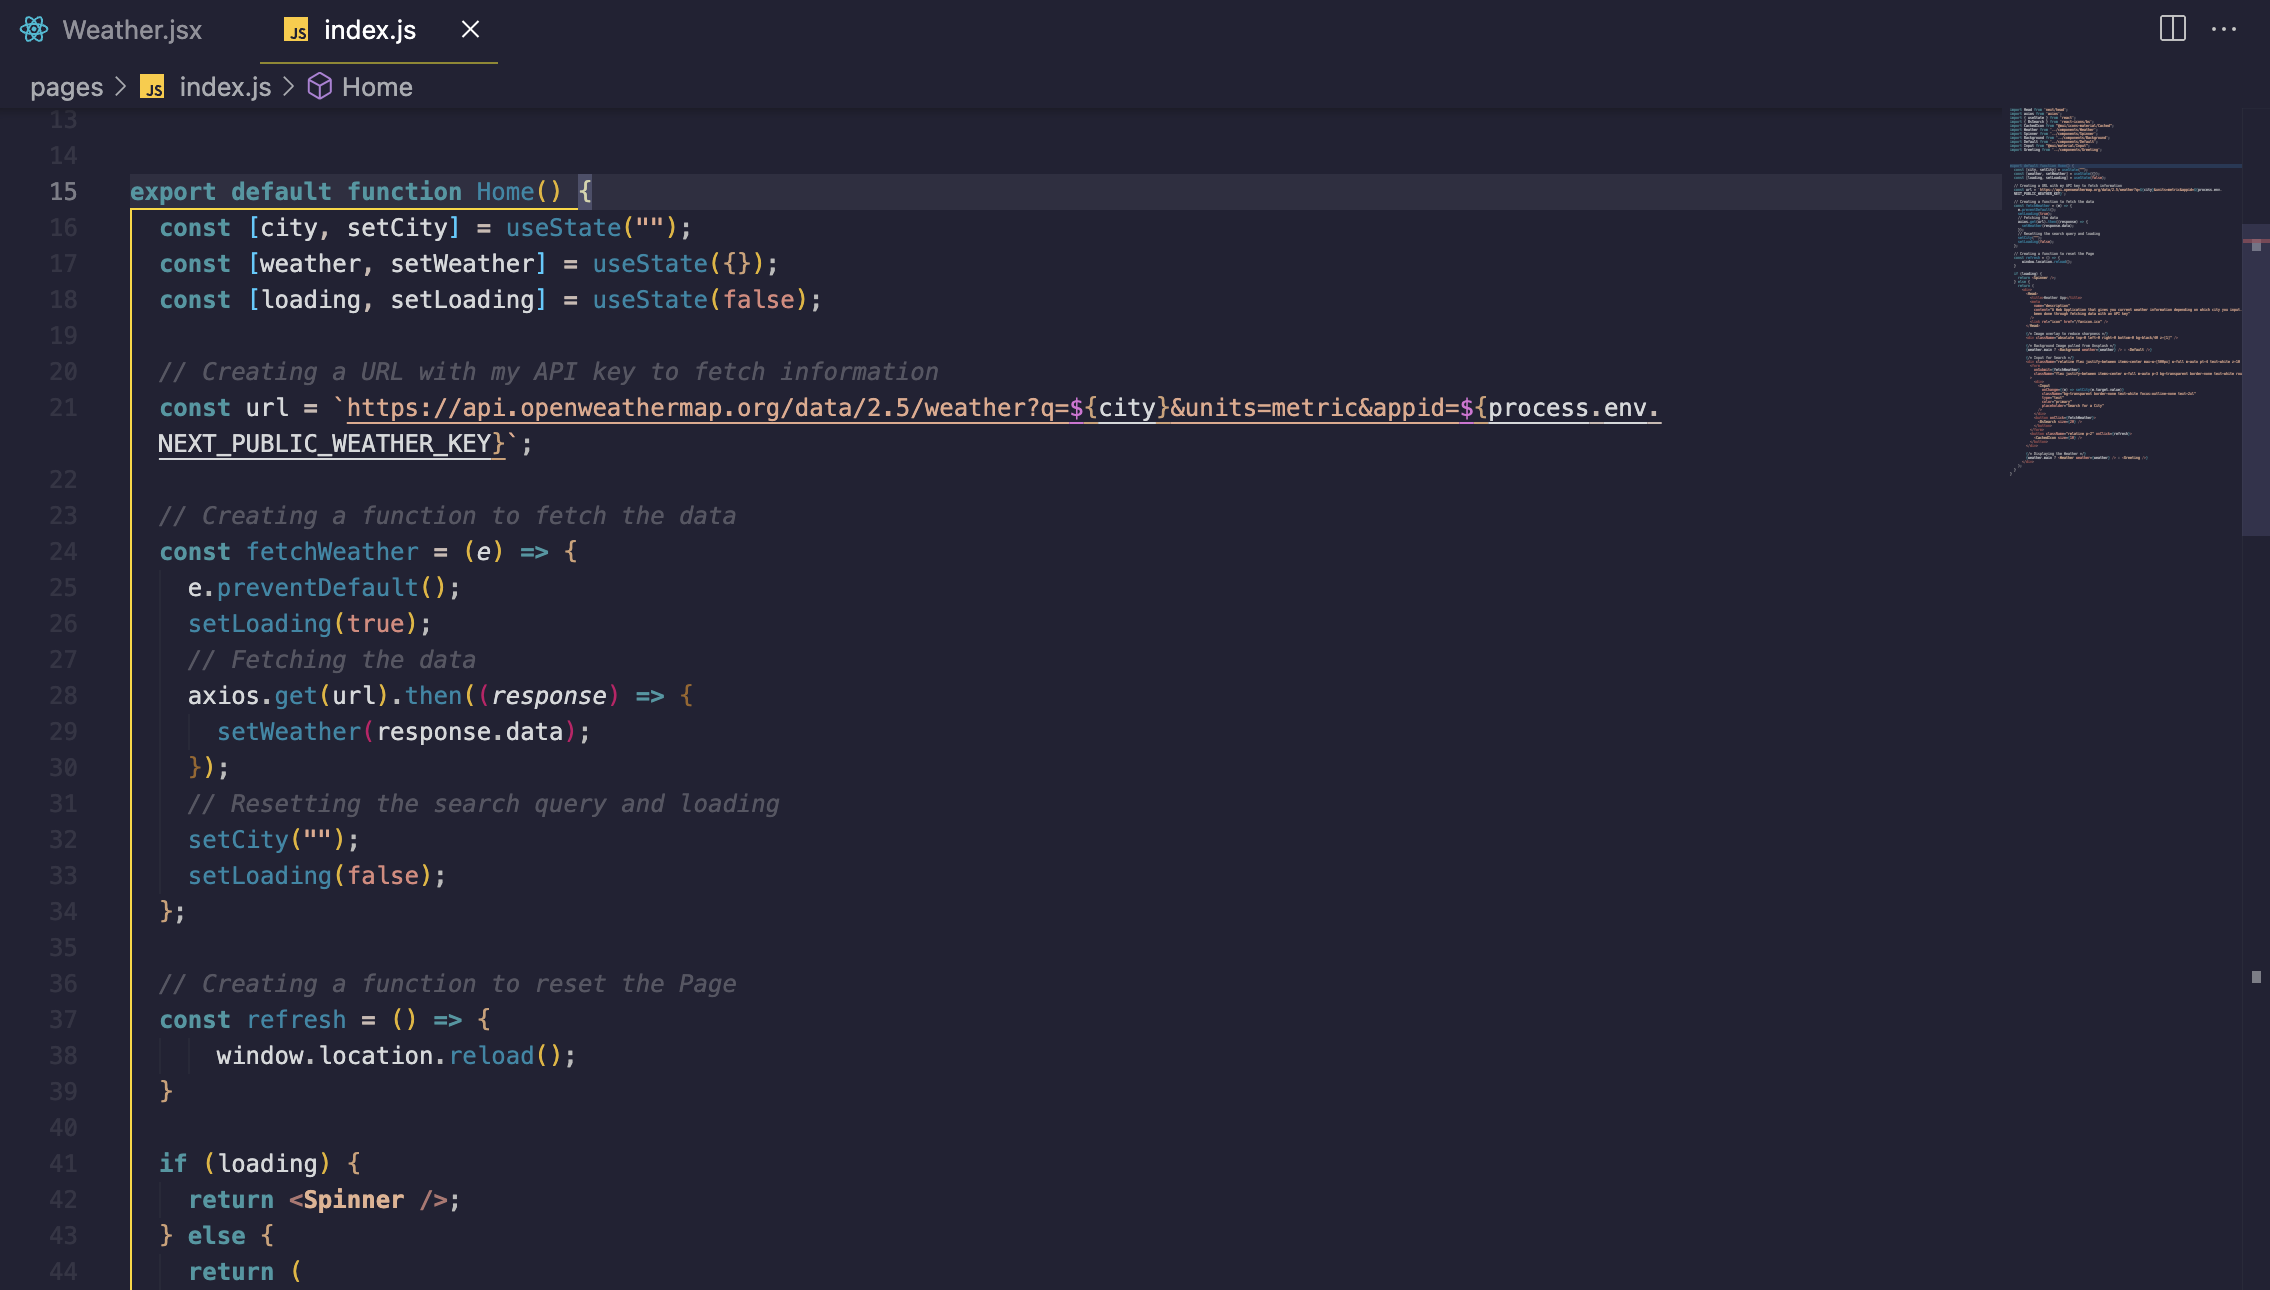 Weather.jsx
JS index.js
pages > JS index.js > Home
13
14
15 export default function Home() {
16 const [city, setCity] = useState("");
17 const [weather, setWeather] = useState({});
18 const [loading, setLoading] = useState(false);
19
20 // Creating a URL with my API key to fetch information
21 const url = `https://api.openweathermap.org/data/2.5/weather?q=${city}&units=metric&appid=${process.env.
NEXT_PUBLIC_WEATHER_KEY}`;
22
23 // Creating a function to fetch the data
24 const fetchWeather = (e) => {
25 e.preventDefault();
26 setLoading(true);
27 // Fetching the data
28 axios.get(url).then((response) => {
29 setWeather(response.data);
30 });
31 // Resetting the search query and loading
32 setCity("");
33 setLoading(false);
34 };
35
36 // Creating a function to reset the Page
37 const refresh = () => {
38 window.location.reload();
39 }
40
41 if (loading) {
42 return <Spinner />;
43 } else {
44 return (